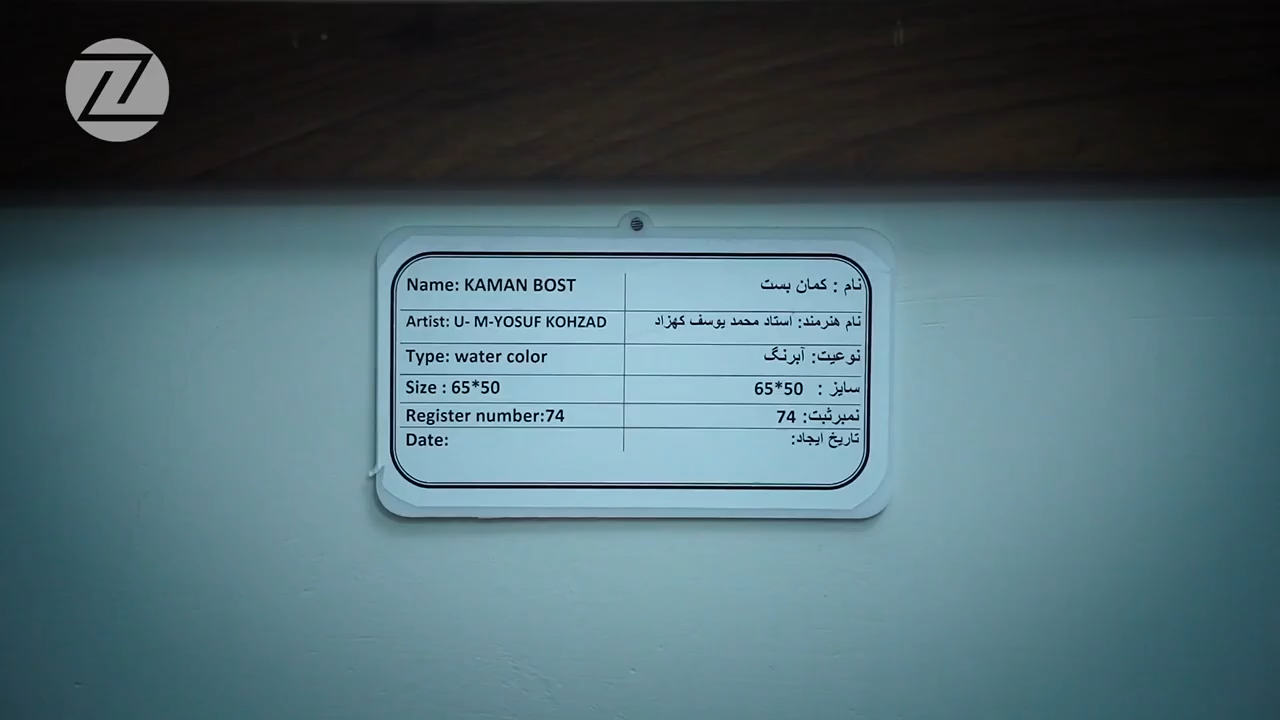 Name: KAMAN BOST
نام : کمان بست
Artist: U- M-YOSUF KOHZAD
نام هنرمند: استاد محمد یوسف کهزاد
Type: water color
نوعیت: آبرنگ
Size : 65*50
سایز : 65*50
Register number:74
نمبرثبت: 74
Date:
تاریخ ایجاد: